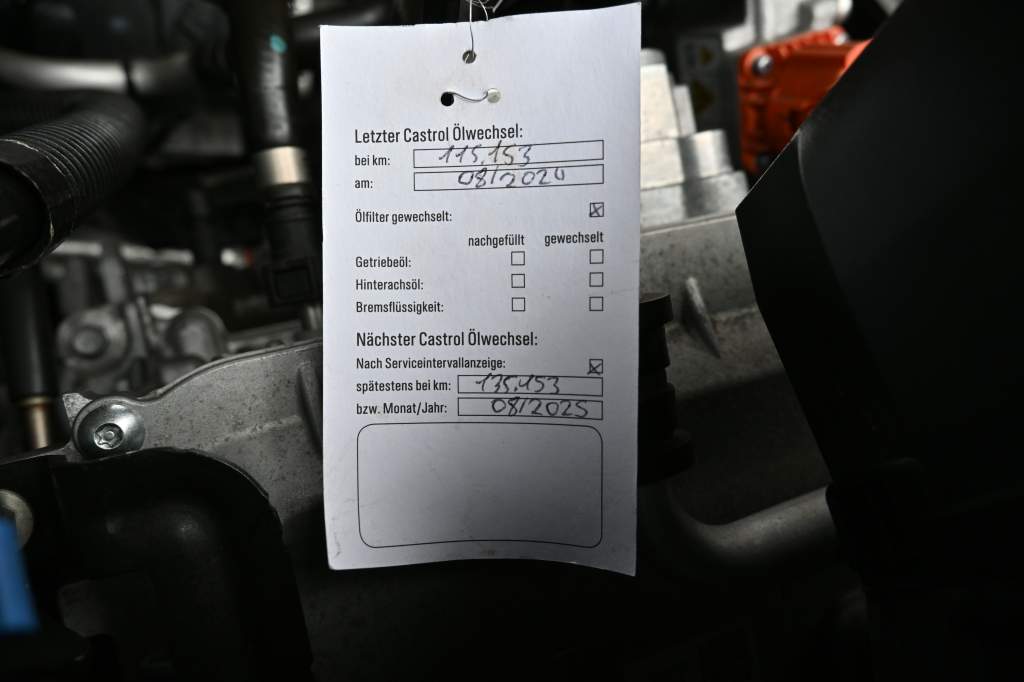 Letzter Castrol Ölwechsel:
bei km: 115.153
am: 08/2024
Ölfilter gewechselt:
nachgefüllt gewechselt
Getriebeöl:
Hinterachsöl:
Bremsflüssigkeit:
Nächster Castrol Ölwechsel:
Nach Serviceintervallanzeige:
spätestens bei km: 135.153
bzw. Monat/Jahr: 08/2025